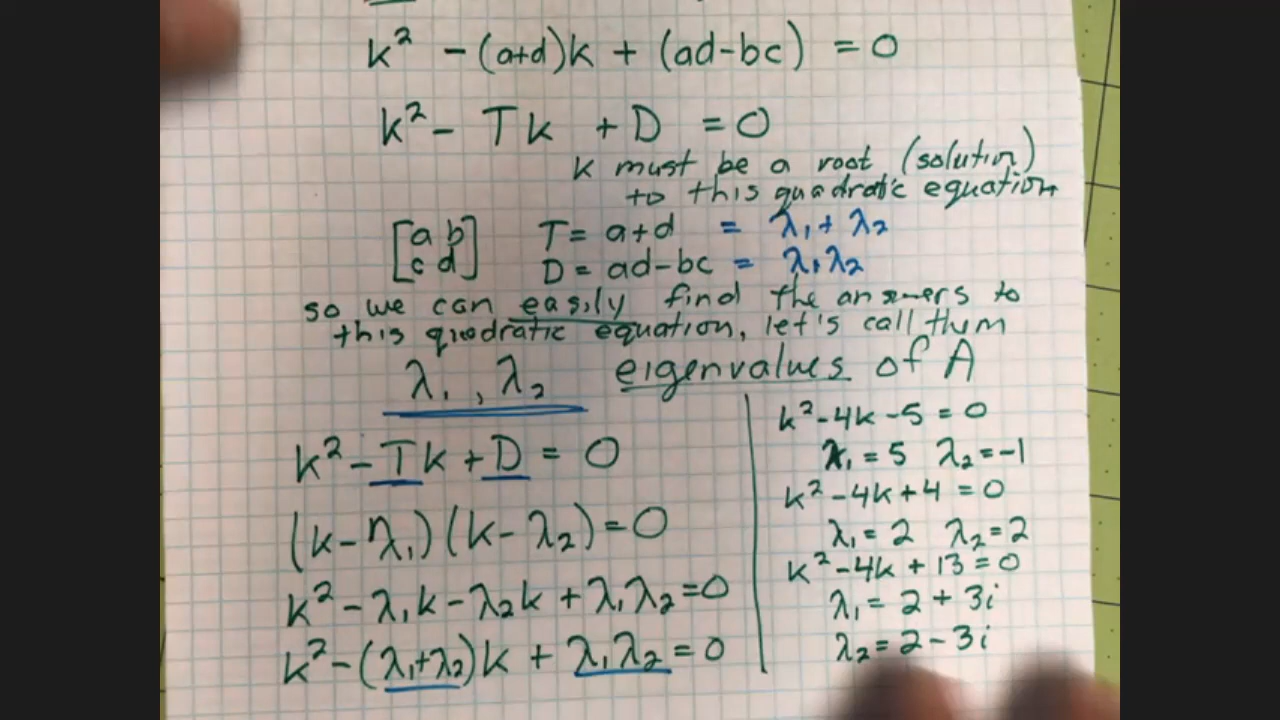 k² - (a+d)k + (ad-bc) = 0
k² - Tk + D = 0
k must be a root (solution)
to this quadratic equation
[a b] T = a+d = λ₁ + λ₂
[c d] D = ad-bc = λ₁λ₂
so we can easily find the answers to
this quadratic equation, let's call them
λ₁, λ₂ eigenvalues of A
k² - Tk + D = 0
(k - λ₁)(k - λ₂) = 0
k² - λ₁k - λ₂k + λ₁λ₂ = 0
k² - (λ₁+λ₂)k + λ₁λ₂ = 0
k² - 4k - 5 = 0
λ₁ = 5 λ₂ = -1
k² - 4k + 4 = 0
λ₁ = 2 λ₂ = 2
k² - 4k + 13 = 0
λ₁ = 2 + 3i
λ₂ = 2 - 3i